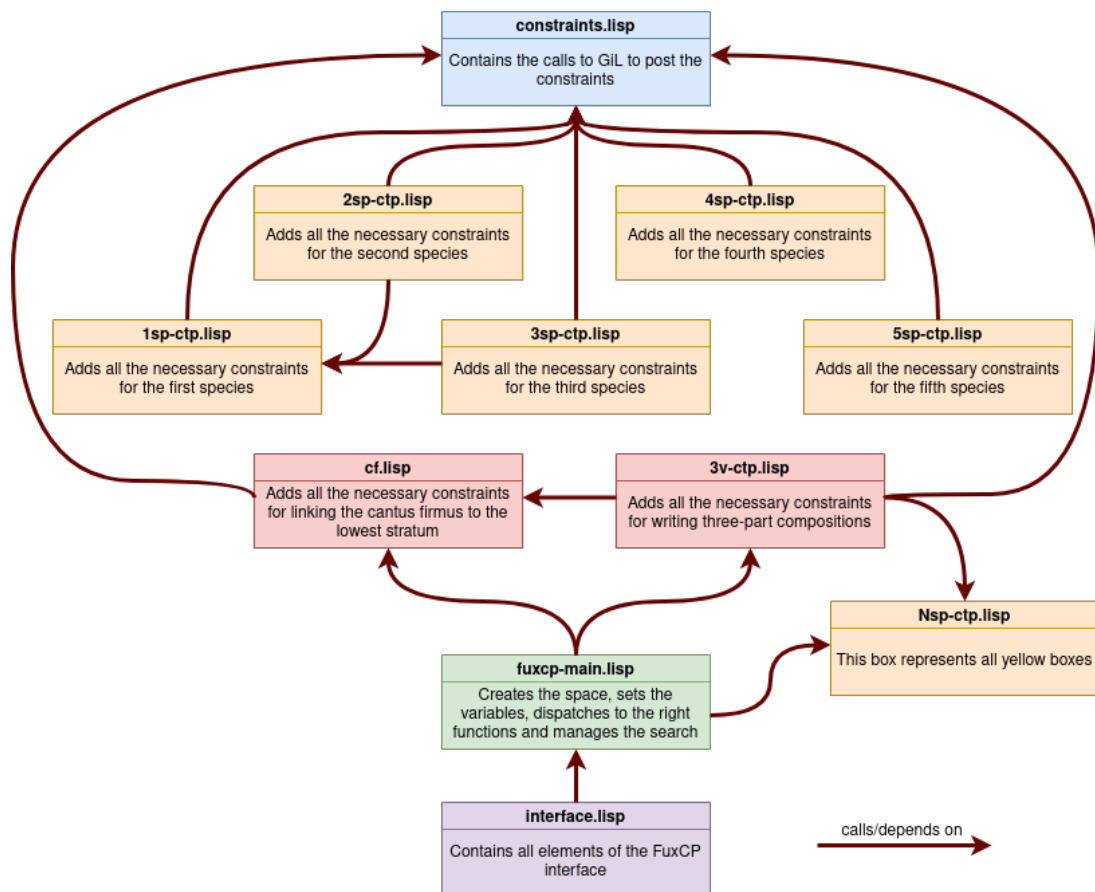 constraints.lisp
Contains the calls to GiL to post the
constraints
2sp-ctp.lisp
Adds all the necessary constraints
for the second species
4sp-ctp.lisp
Adds all the necessary constraints
for the fourth species
1sp-ctp.lisp
Adds all the necessary constraints
for the first species
3sp-ctp.lisp
Adds all the necessary constraints
for the third species
5sp-ctp.lisp
Adds all the necessary constraints
for the fifth species
cf.lisp
Adds all the necessary constraints
for linking the cantus firmus to the
lowest stratum
3v-ctp.lisp
Adds all the necessary constraints
for writing three-part compositions
Nsp-ctp.lisp
This box represents all yellow boxes
fuxcp-main.lisp
Creates the space, sets the
variables, dispatches to the right
functions and manages the search
interface.lisp
Contains all elements of the FuxCP
interface
calls/depends on